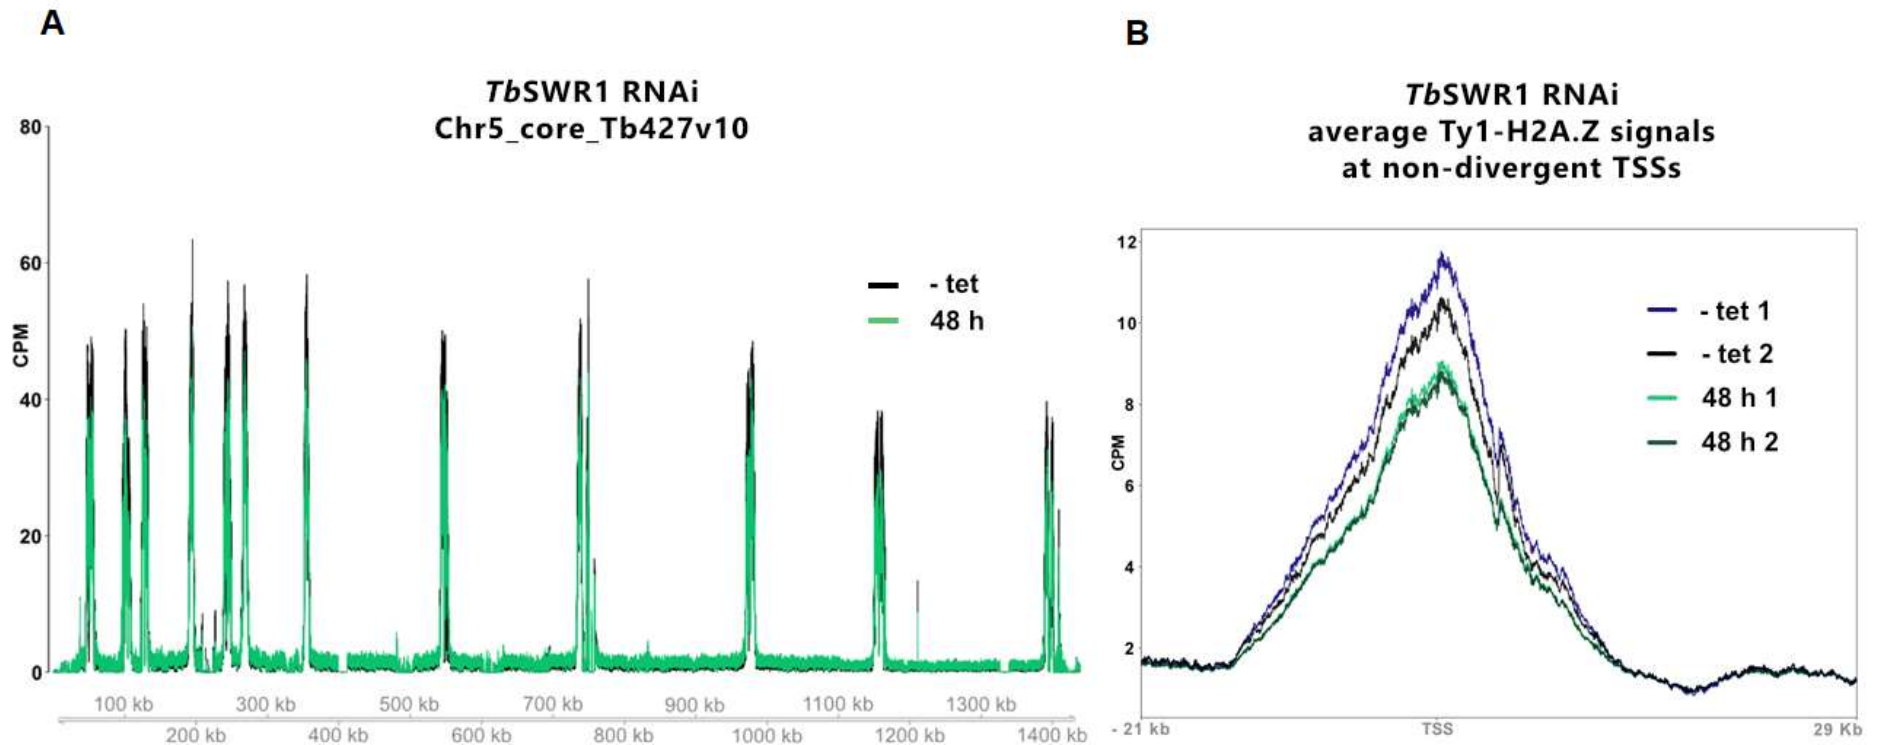 A
TbSWR1 RNAi
Chr5_core_Tb427v10
80
60
40
20
0
CPM
- tet
48 h
100 kb 300 kb 500 kb 700 kb 900 kb 1100 kb 1300 kb
200 kb 400 kb 600 kb 800 kb 1000 kb 1200 kb 1400 kb
B
TbSWR1 RNAi
average Ty1-H2A.Z signals
at non-divergent TSSs
12
10
8
6
4
2
CPM
- tet 1
- tet 2
48 h 1
48 h 2
- 21 kb TSS 29 Kb